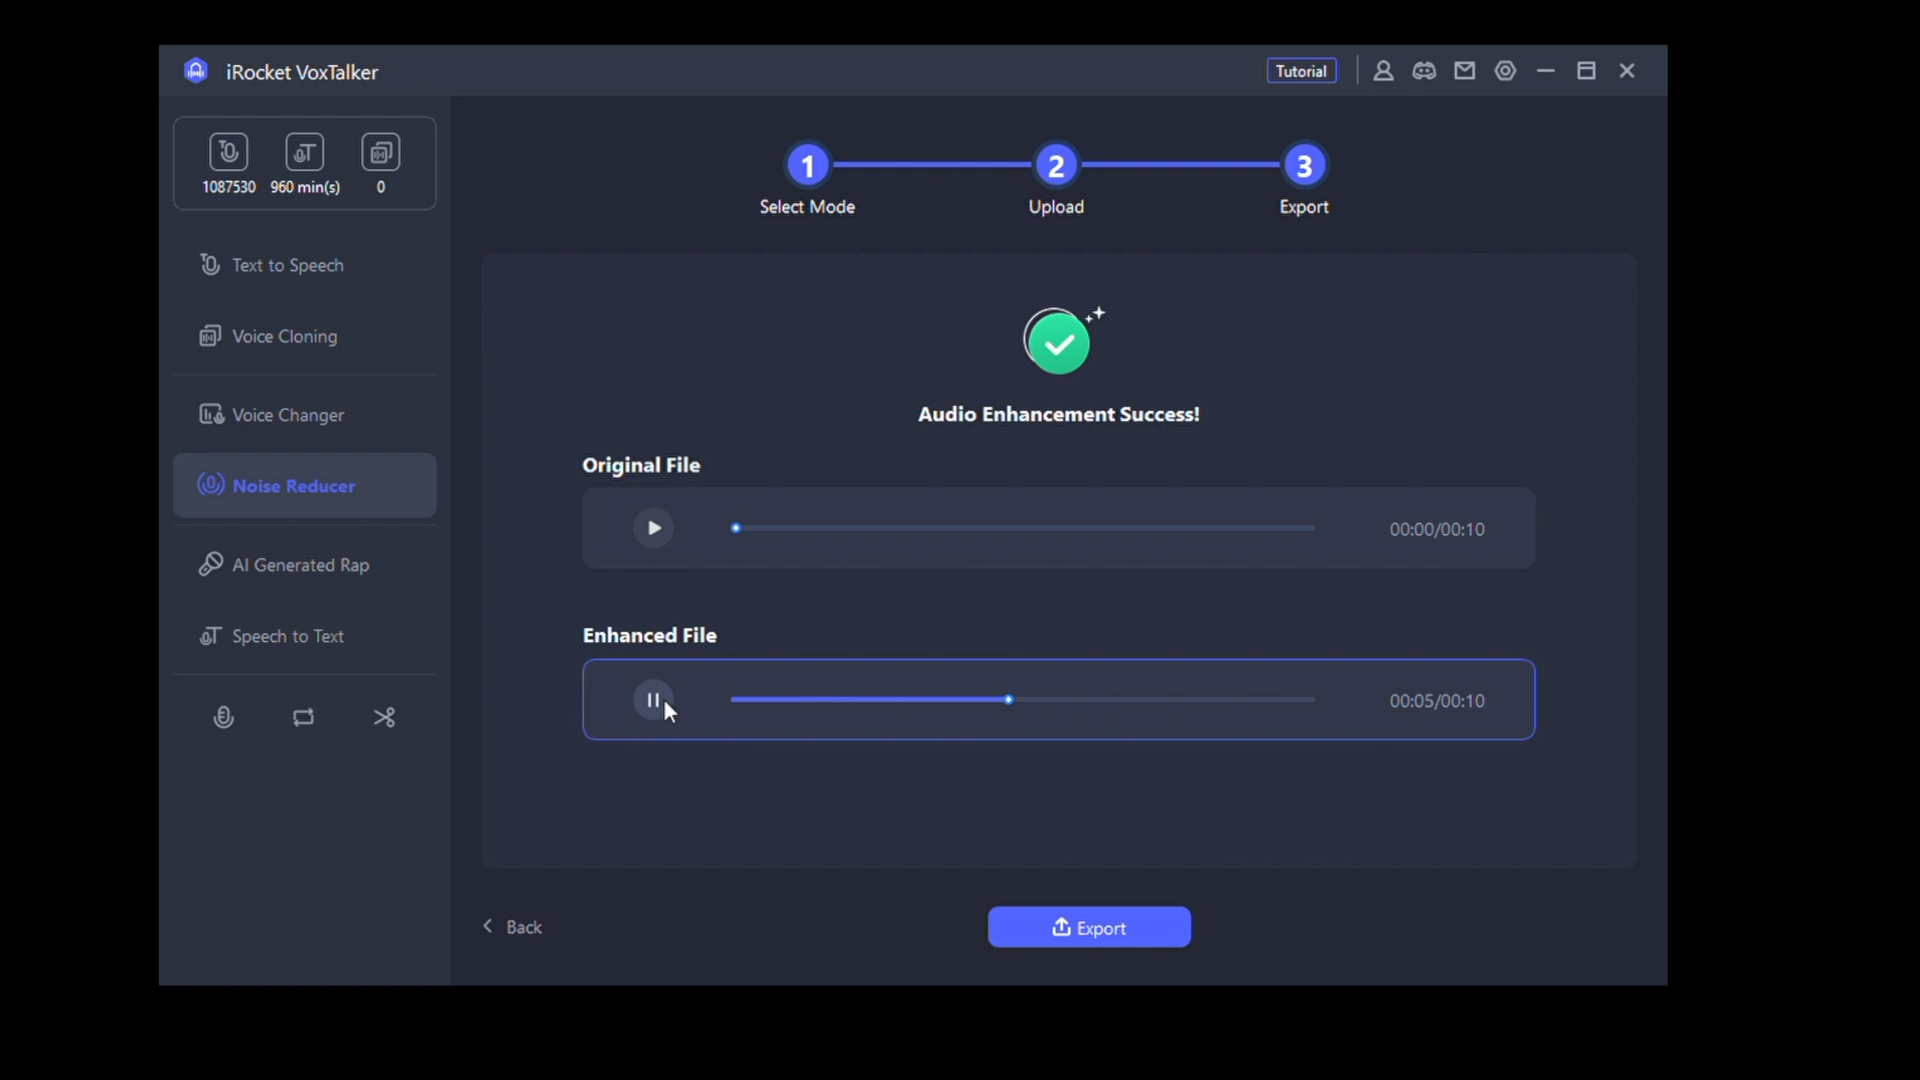 iRocket VoxTalker
Tutorial
1087530
960 min(s)
0
Text to Speech
Voice Cloning
Voice Changer
Noise Reducer
AI Generated Rap
Speech to Text
1
2
3
Select Mode
Upload
Export
Audio Enhancement Success!
Original File
00:00/00:10
Enhanced File
00:05/00:10
Back
Export